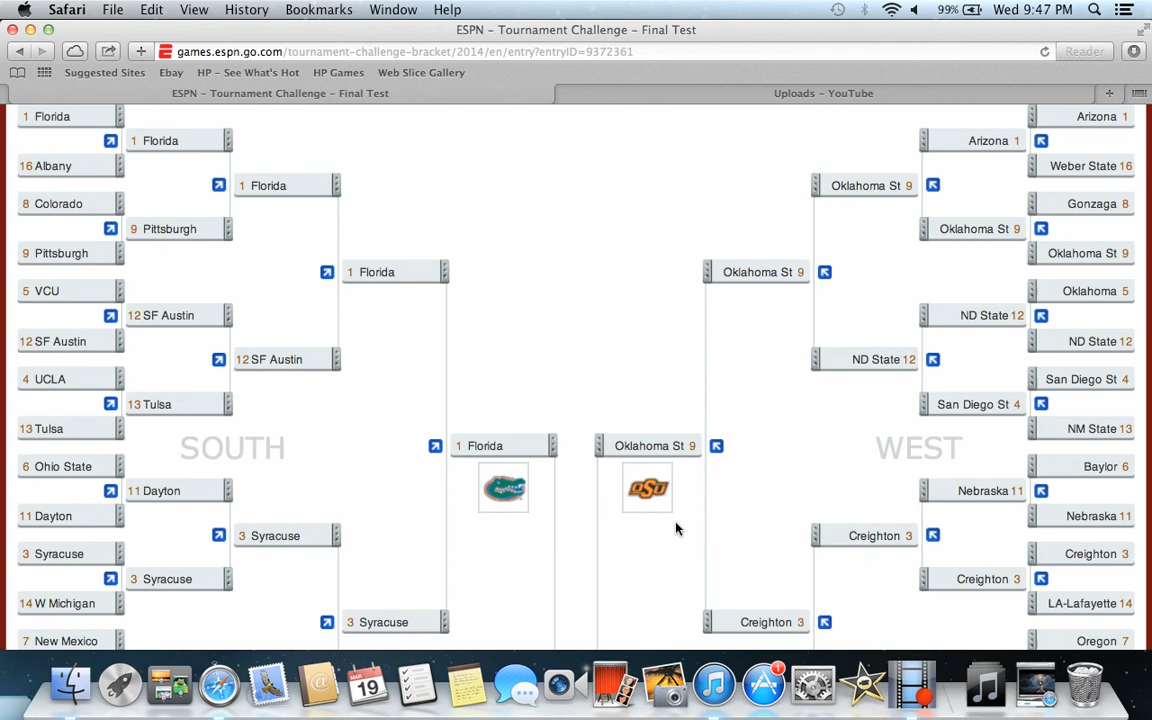 Safari File Edit View History Bookmarks Window Help 99% Wed 9:47 PM
ESPN – Tournament Challenge – Final Test
games.espn.go.com/tournament-challenge-bracket/2014/en/entry?entryID=9372361 Reader
Suggested Sites Ebay HP – See What's Hot HP Games Web Slice Gallery
ESPN – Tournament Challenge – Final Test Uploads – YouTube
1 Florida Arizona 1
1 Florida Arizona 1
16 Albany Weber State 16
1 Florida Oklahoma St 9
8 Colorado Gonzaga 8
9 Pittsburgh Oklahoma St 9
9 Pittsburgh Oklahoma St 9
1 Florida Oklahoma St 9
5 VCU Oklahoma 5
12 SF Austin ND State 12
12 SF Austin ND State 12
12 SF Austin ND State 12
4 UCLA San Diego St 4
13 Tulsa San Diego St 4
13 Tulsa NM State 13
SOUTH 1 Florida Oklahoma St 9 WEST
6 Ohio State Baylor 6
OSU
11 Dayton Nebraska 11
11 Dayton Nebraska 11
3 Syracuse Creighton 3
3 Syracuse Creighton 3
3 Syracuse Creighton 3
14 W Michigan LA-Lafayette 14
3 Syracuse Creighton 3
7 New Mexico Oregon 7
MAR
19
1